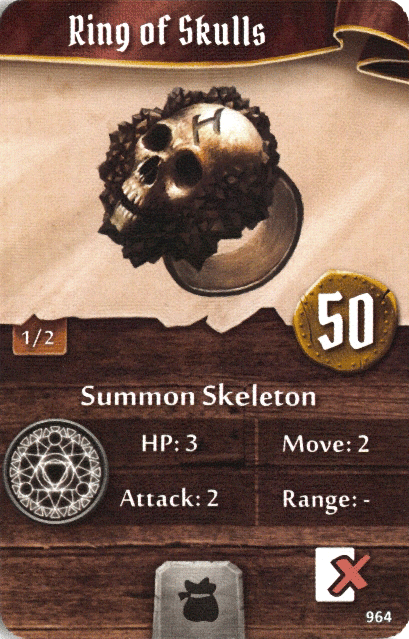 Ring of Skulls
50
1/2
Summon Skeleton
HP: 3 Move: 2
Attack: 2 Range: -
964